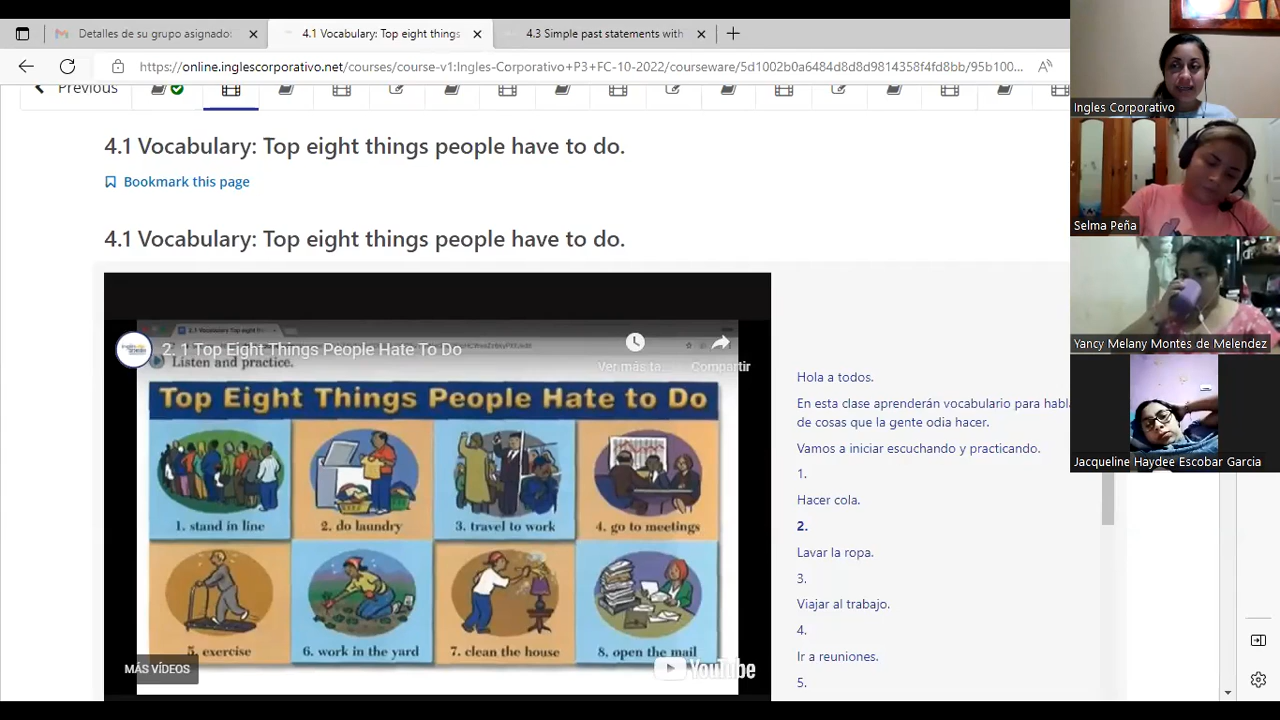 Detalles de su grupo asignado:
4.1 Vocabulary: Top eight things
4.3 Simple past statements with
https://online.inglescorporativo.net/courses/course-v1:Ingles-Corporativo+P3+FC-10-2022/courseware/5d1002b0a6484d8d8d9814358f4fd8bb/95b100...
Previous
4.1 Vocabulary: Top eight things people have to do.
Bookmark this page
4.1 Vocabulary: Top eight things people have to do.
2. 1 Top Eight Things People Hate To Do
Ver más ta...
Compartir
Listen and practice.
Top Eight Things People Hate to Do
1. stand in line
2. do laundry
3. travel to work
4. go to meetings
5. exercise
6. work in the yard
7. clean the house
8. open the mail
MÁS VÍDEOS
YouTube
Hola a todos.
En esta clase aprenderán vocabulario para habl
de cosas que la gente odia hacer.
Vamos a iniciar escuchando y practicando.
1.
Hacer cola.
2.
Lavar la ropa.
3.
Viajar al trabajo.
4.
Ir a reuniones.
5.
Ingles Corporativo
Selma Peña
Yancy Melany Montes de Melendez
Jacqueline Haydee Escobar Garcia